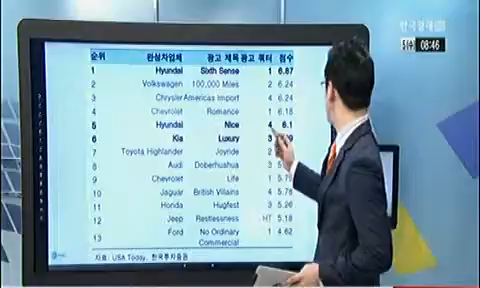 한국경제TV
08:46
순위 완성차업체 광고 제목 광고 쿼터 점수
1 Hyundai Sixth Sense 1 6.87
2 Volkswagen 100,000 Miles 2 6.24
3 Chrysler Americas Import 4 6.24
4 Chevrolet Romance 1 6.18
5 Hyundai Nice 4 6.1
6 Kia Luxury 3
7 Toyota Highlander Joyride 2
8 Audi Doberhuahua 3
9 Chevrolet Life 1
10 Jaguar British Villains 4 5.76
11 Honda Hugfest 3 5.26
12 Jeep Restlessness HT 5.18
13 Ford No Ordinary Commercial 1 4.62
자료 : USA Today, 한국투자증권